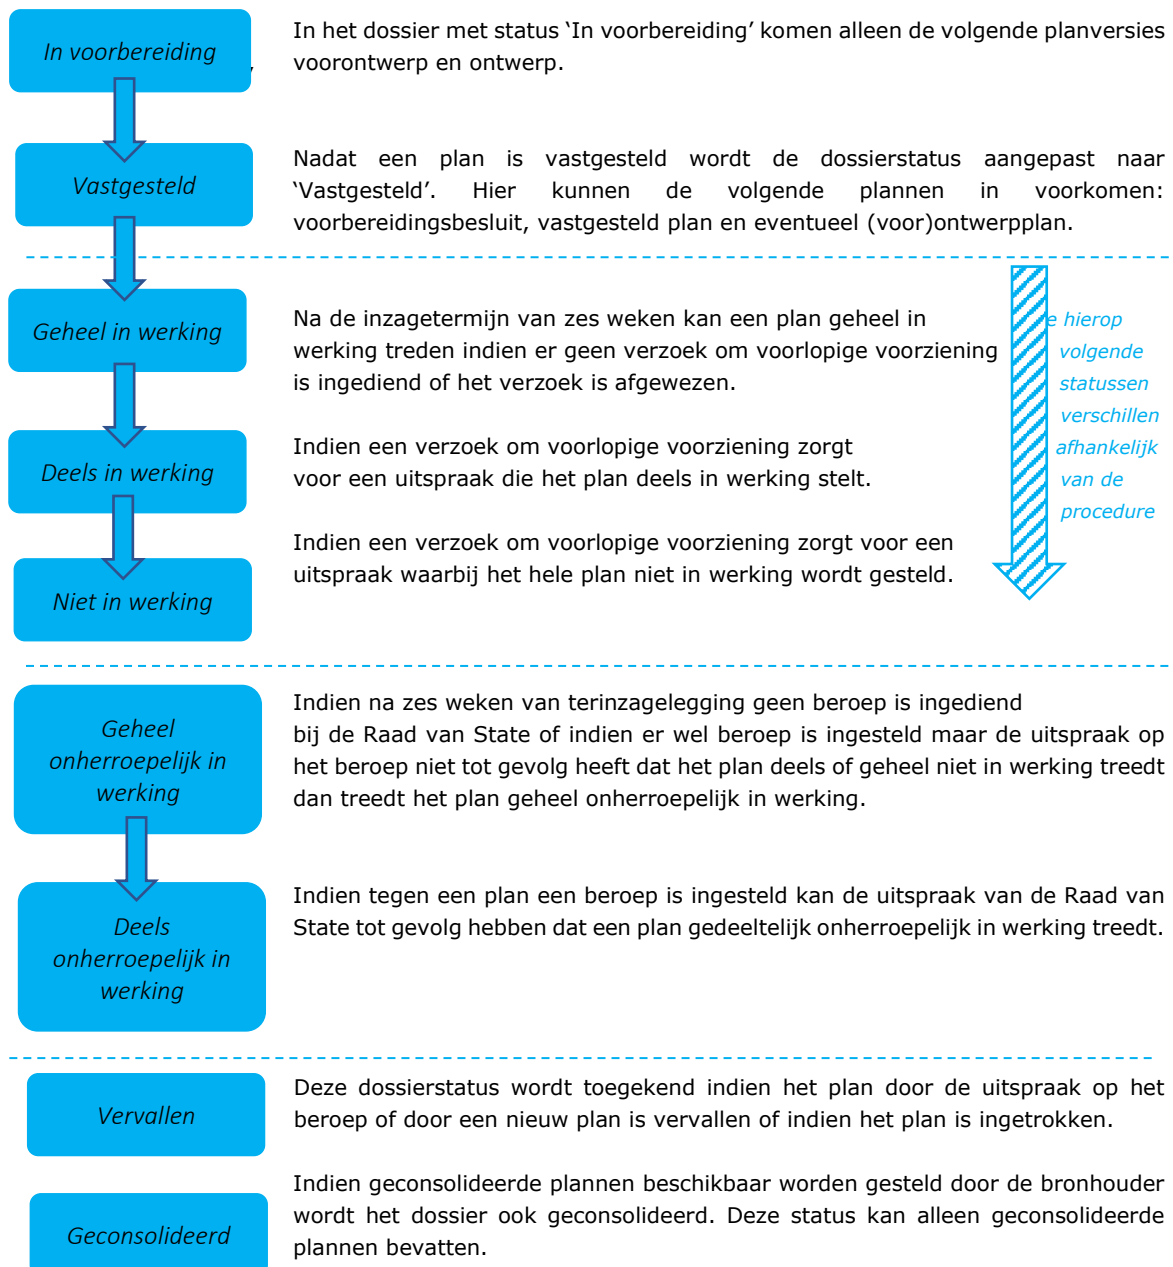 In voorbereiding
In het dossier met status ‘In voorbereiding’ komen alleen de volgende planversies
voorontwerp en ontwerp.
Vastgesteld
Nadat een plan is vastgesteld wordt de dossierstatus aangepast naar
‘Vastgesteld’. Hier kunnen de volgende plannen in voorkomen:
voorbereidingsbesluit, vastgesteld plan en eventueel (voor)ontwerpplan.
Geheel in werking
Na de inzagetermijn van zes weken kan een plan geheel in
werking treden indien er geen verzoek om voorlopige voorziening
is ingediend of het verzoek is afgewezen.
Deels in werking
Indien een verzoek om voorlopige voorziening zorgt
voor een uitspraak die het plan deels in werking stelt.
Niet in werking
Indien een verzoek om voorlopige voorziening zorgt voor een
uitspraak waarbij het hele plan niet in werking wordt gesteld.
e hierop
volgende
statussen
verschillen
afhankelijk
van de
procedure
Geheel
onherroepelijk in
werking
Indien na zes weken van terinzagelegging geen beroep is ingediend
bij de Raad van State of indien er wel beroep is ingesteld maar de uitspraak op
het beroep niet tot gevolg heeft dat het plan deels of geheel niet in werking treedt
dan treedt het plan geheel onherroepelijk in werking.
Deels
onherroepelijk in
werking
Indien tegen een plan een beroep is ingesteld kan de uitspraak van de Raad van
State tot gevolg hebben dat een plan gedeeltelijk onherroepelijk in werking treedt.
Vervallen
Deze dossierstatus wordt toegekend indien het plan door de uitspraak op het
beroep of door een nieuw plan is vervallen of indien het plan is ingetrokken.
Geconsolideerd
Indien geconsolideerde plannen beschikbaar worden gesteld door de bronhouder
wordt het dossier ook geconsolideerd. Deze status kan alleen geconsolideerde
plannen bevatten.